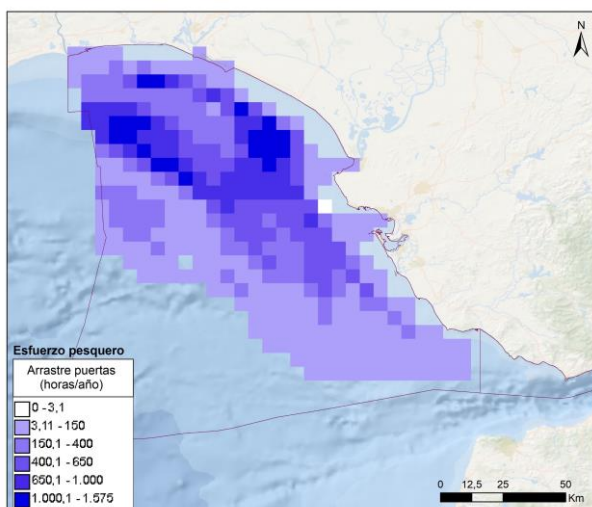 N
Esfuerzo pesquero
Arrastre puertas
(horas/año)
0 - 3,1
3,11 - 150
150,1 - 400
400,1 - 650
650,1 - 1.000
1.000,1 - 1.575
0 12,5 25 50
Km